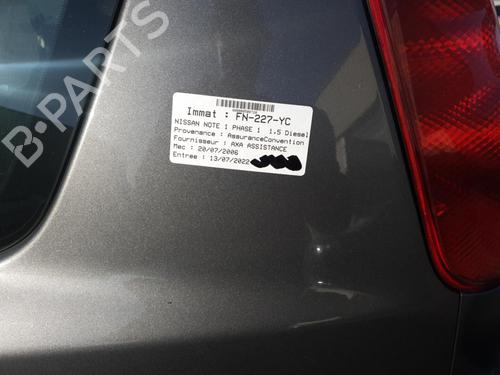 Immat : FN-227-YC
NISSAN NOTE 1 PHASE 1 1.5 Diesel
Provenance : AssuranceConvention
Fournisseur : AXA ASSISTANCE
Mec : 20/07/2006
Entree : 13/07/2022
B-PARTS